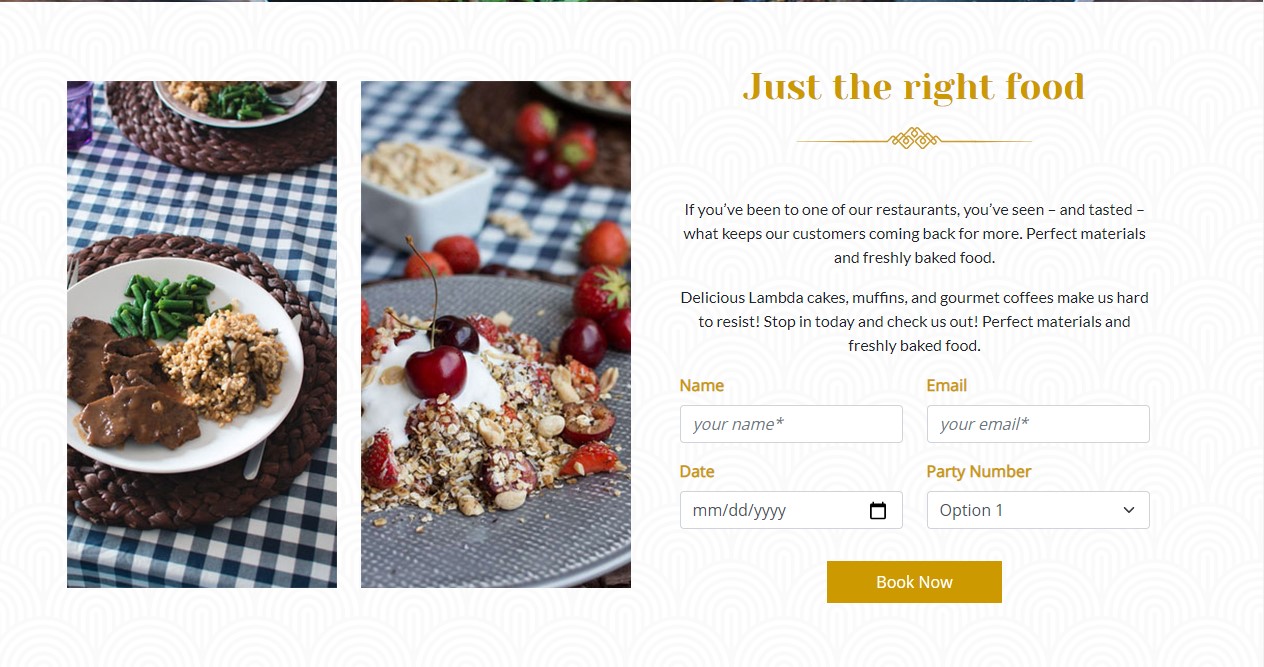 Just the right food
If you’ve been to one of our restaurants, you’ve seen – and tasted –
what keeps our customers coming back for more. Perfect materials
and freshly baked food.
Delicious Lambda cakes, muffins, and gourmet coffees make us hard
to resist! Stop in today and check us out! Perfect materials and
freshly baked food.
Name
Email
your name*
your email*
Date
Party Number
mm/dd/yyyy
Option 1
Book Now